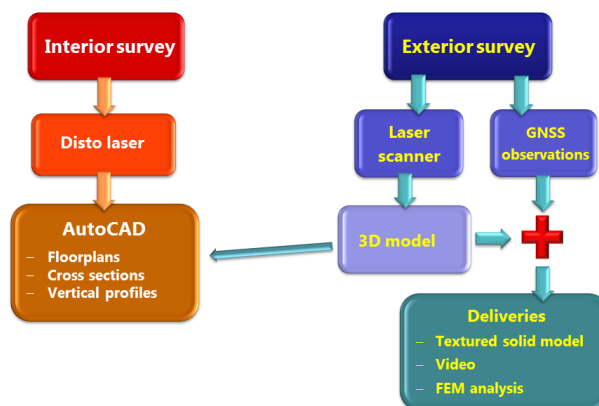 Interior survey
Exterior survey
Disto laser
Laser
scanner
GNSS
observations
AutoCAD
– Floorplans
– Cross sections
– Vertical profiles
3D model
Deliveries
– Textured solid model
– Video
– FEM analysis